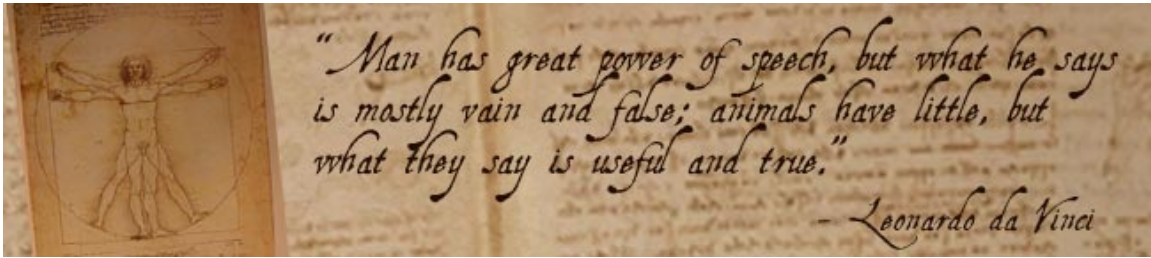 “ Man has great power of speech, but what he says
is mostly vain and false; animals have little, but
what they say is useful and true.”
- Leonardo da Vinci